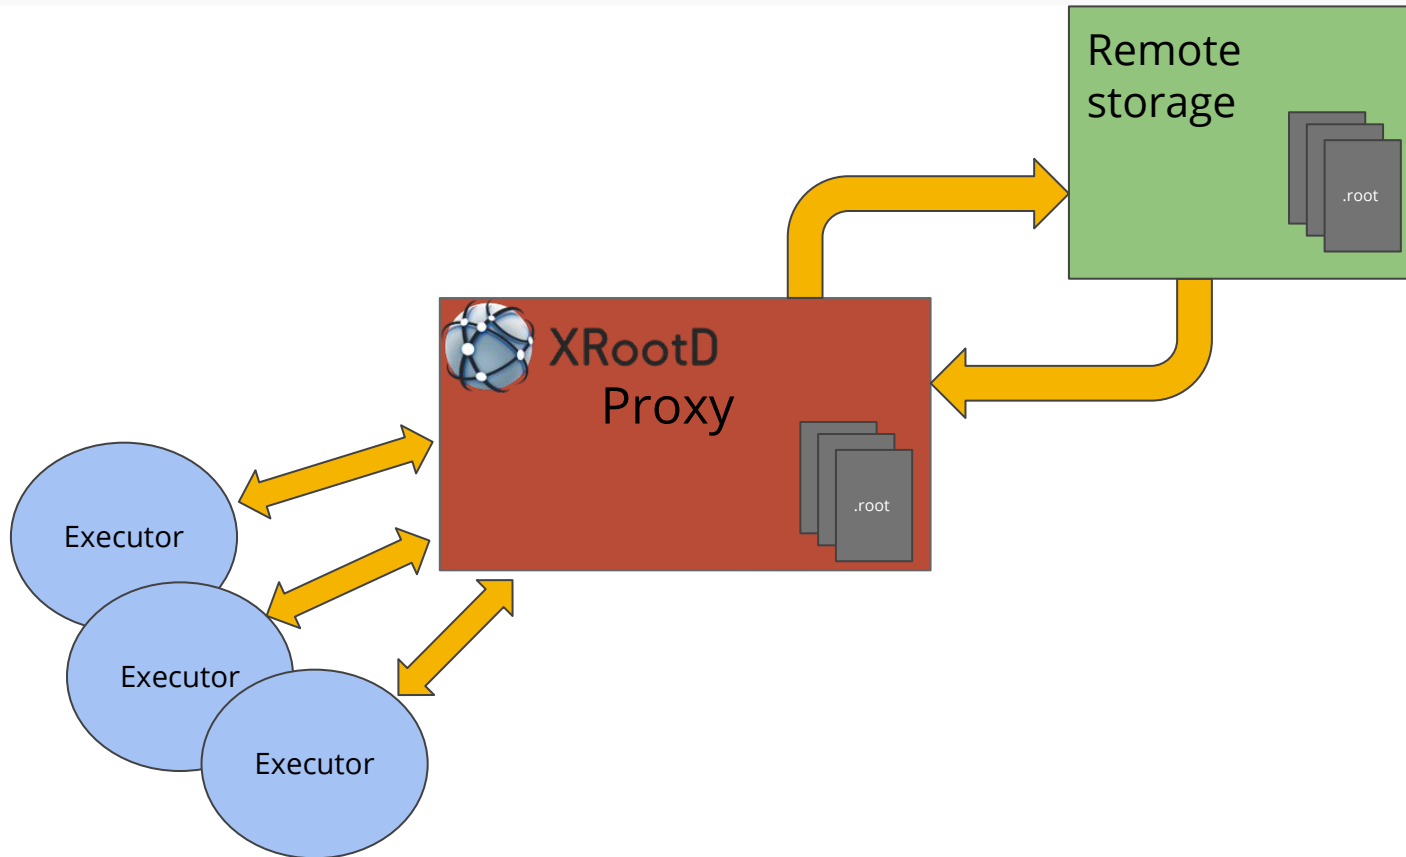 Remote
storage
.root
XRootD
Proxy
.root
Executor
Executor
Executor